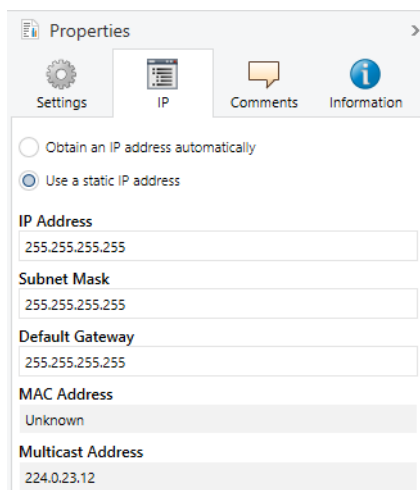 Properties
Settings IP Comments Information
Obtain an IP address automatically
Use a static IP address
IP Address
255.255.255.255
Subnet Mask
255.255.255.255
Default Gateway
255.255.255.255
MAC Address
Unknown
Multicast Address
224.0.23.12